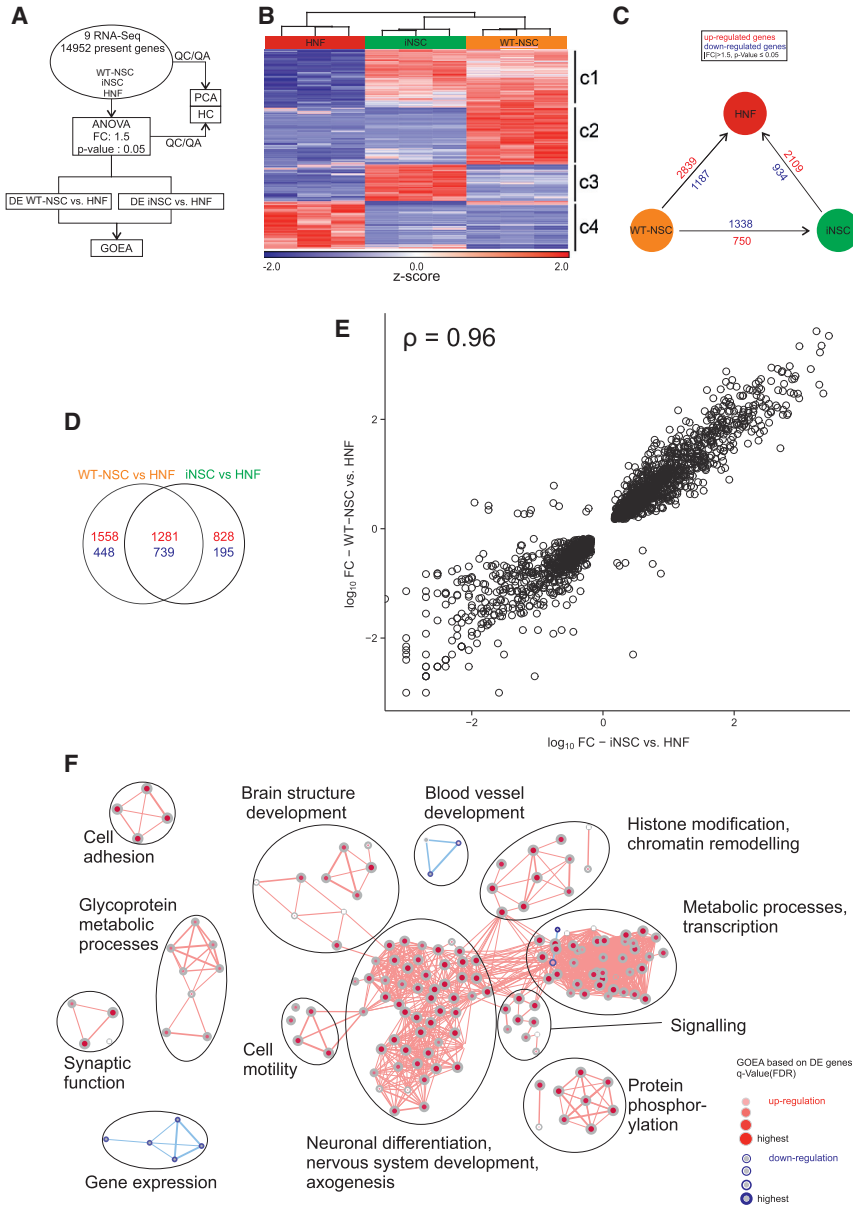 A
9 RNA-Seq
14952 present genes
WT-NSC
iNSC
HNF
QC/QA
PCA
HC
ANOVA
FC: 1.5
p-value : 0.05
QC/QA
DE WT-NSC vs. HNF
DE iNSC vs. HNF
GOEA
B
HNF
iNSC
WT-NSC
c1
c2
c3
c4
-2.0
0.0
2.0
z-score
C
up-regulated genes
down-regulated genes
|FC|>1.5, p-Value ≤ 0.05
HNF
2839
1187
2109
934
WT-NSC
1338
750
iNSC
D
WT-NSC vs HNF
iNSC vs HNF
1558
1281
828
448
739
195
E
ρ = 0.96
log10 FC − WT−NSC vs. HNF
2
0
−2
−2
0
2
log10 FC − iNSC vs. HNF
F
Cell
adhesion
Brain structure
development
Blood vessel
development
Histone modification,
chromatin remodelling
Glycoprotein
metabolic
processes
Metabolic processes,
transcription
Synaptic
function
Cell
motility
Signalling
Gene expression
Neuronal differentiation,
nervous system development,
axogenesis
Protein
phosphor-
ylation
GOEA based on DE genes
q-Value(FDR)
up-regulation
highest
down-regulation
highest